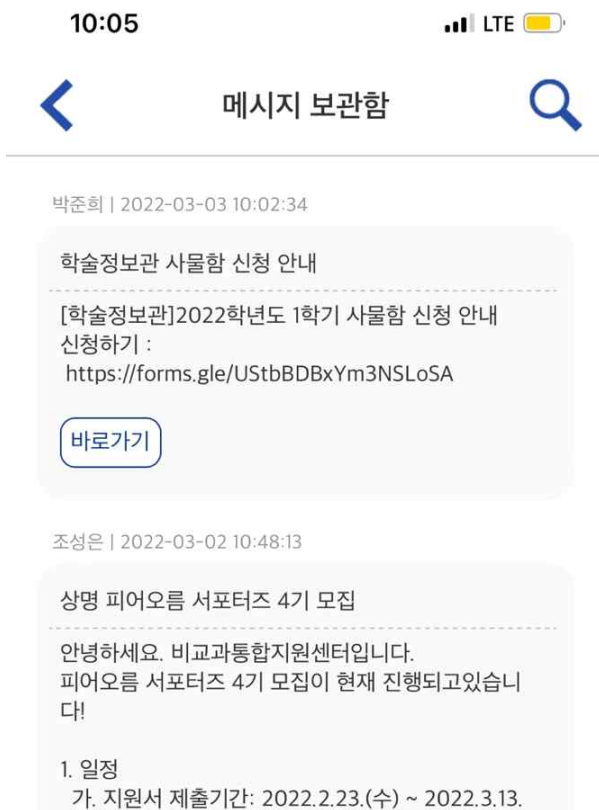 10:05
LTE
메시지 보관함
박준희 | 2022-03-03 10:02:34
학술정보관 사물함 신청 안내
[학술정보관]2022학년도 1학기 사물함 신청 안내
신청하기 :
https://forms.gle/UStbBDBxYm3NSLoSA
바로가기
조성은 | 2022-03-02 10:48:13
상명 피어오름 서포터즈 4기 모집
안녕하세요. 비교과통합지원센터입니다.
피어오름 서포터즈 4기 모집이 현재 진행되고있습니
다!
1. 일정
가. 지원서 제출기간: 2022.2.23.(수) ~ 2022.3.13.